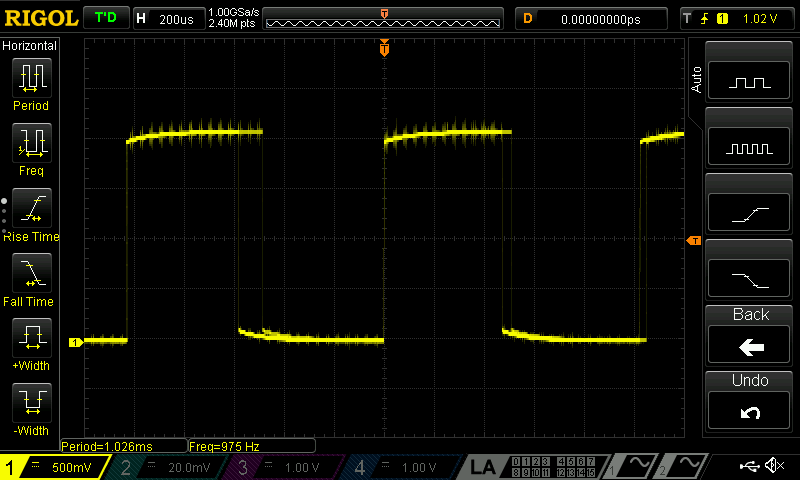 RIGOL T'D H 200us 1.00GSa/s 2.40M pts T D 0.00000000ps T 1 1.02 V
Horizontal
Period
Freq
Rise Time
Fall Time
+Width
-Width
T
T
1
Auto
Back
Undo
Period=1.026ms Freq=975 Hz
1 500mV 2 20.0mV 3 1.00 V 4 1.00 V LA 0 1 2 3 4 5 6 7 1 2
8 9 10 11 12 13 14 15